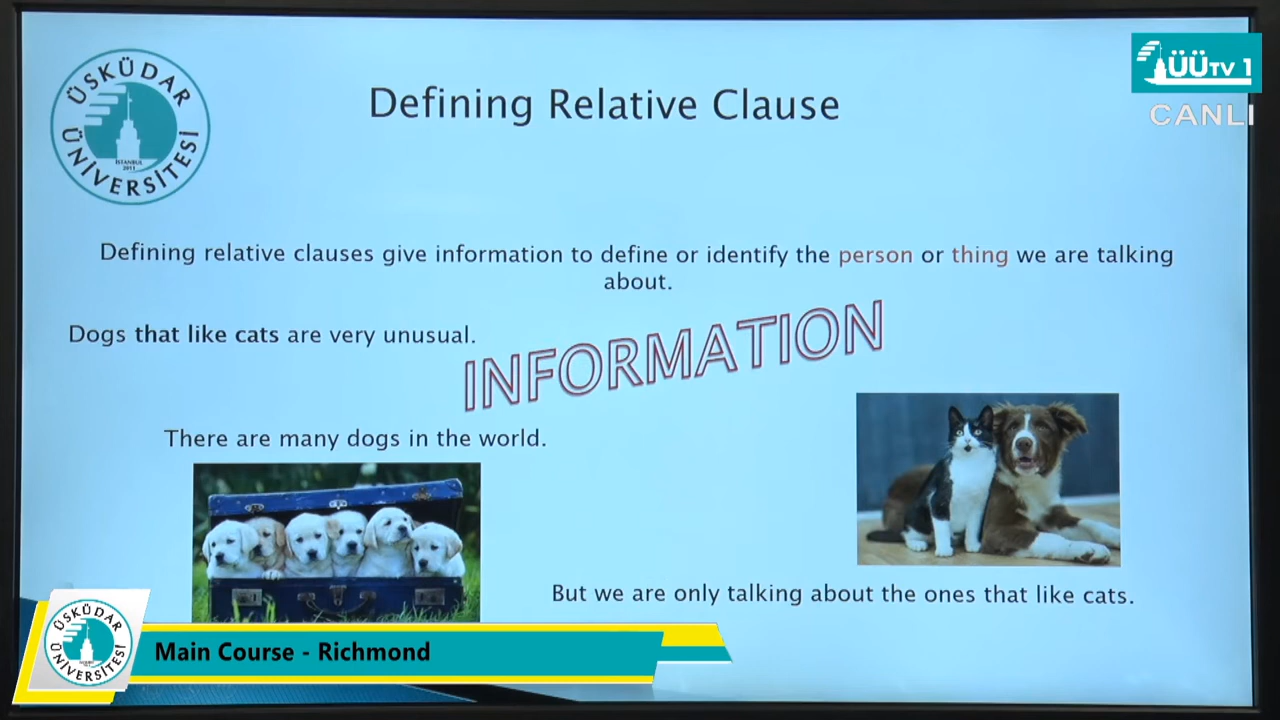 ÜSKÜDAR
ÜNİVERSİTESİ
İSTANBUL
2011
Defining Relative Clause
ÜÜTV 1
CANLI
Defining relative clauses give information to define or identify the person or thing we are talking
about.
Dogs that like cats are very unusual.
INFORMATION
There are many dogs in the world.
But we are only talking about the ones that like cats.
ÜSKÜDAR
ÜNİVERSİTESİ
Main Course - Richmond